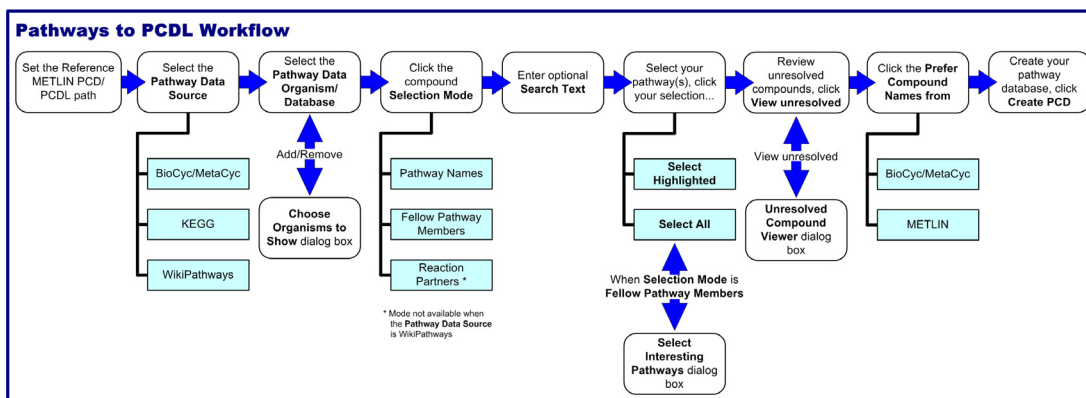 Pathways to PCDL Workflow
Set the Reference
METLIN PCD/
PCDL path
Select the
Pathway Data
Source
Select the
Pathway Data
Organism/
Database
Click the
compound
Selection Mode
Enter optional
Search Text
Select your
pathway(s), click
your selection...
Review
unresolved
compounds, click
View unresolved
Click the Prefer
Compound
Names from
Create your
pathway
database, click
Create PCD
BioCyc/MetaCyc
KEGG
WikiPathways
Add/Remove
Choose
Organisms to
Show dialog box
Pathway Names
Fellow Pathway
Members
Reaction
Partners *
* Mode not available when
the Pathway Data Source
is WikiPathways
Select
Highlighted
Select All
When Selection Mode is
Fellow Pathway Members
Select
Interesting
Pathways dialog
box
View unresolved
Unresolved
Compound
Viewer dialog
box
BioCyc/MetaCyc
METLIN